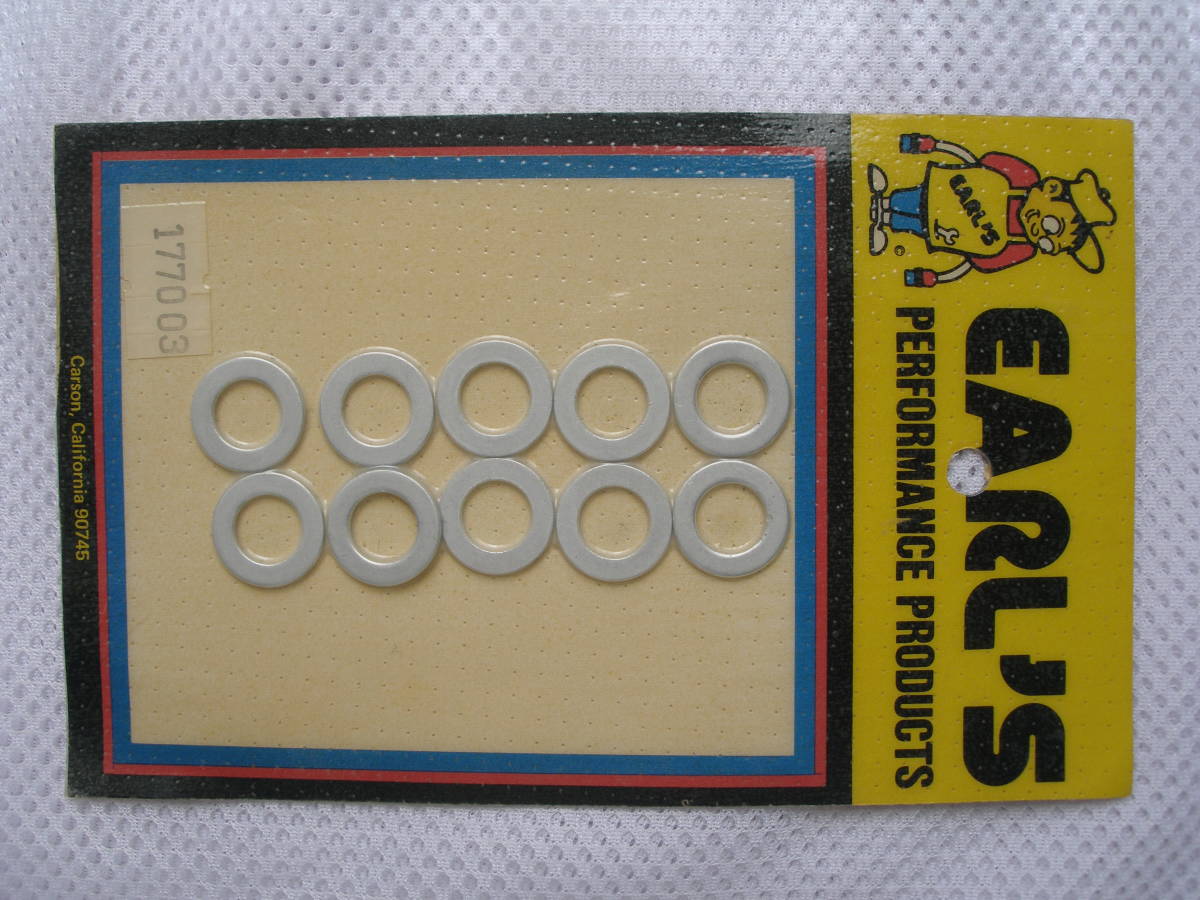 EARL'S
EARL'S
PERFORMANCE PRODUCTS
177003
Carson, California 90745